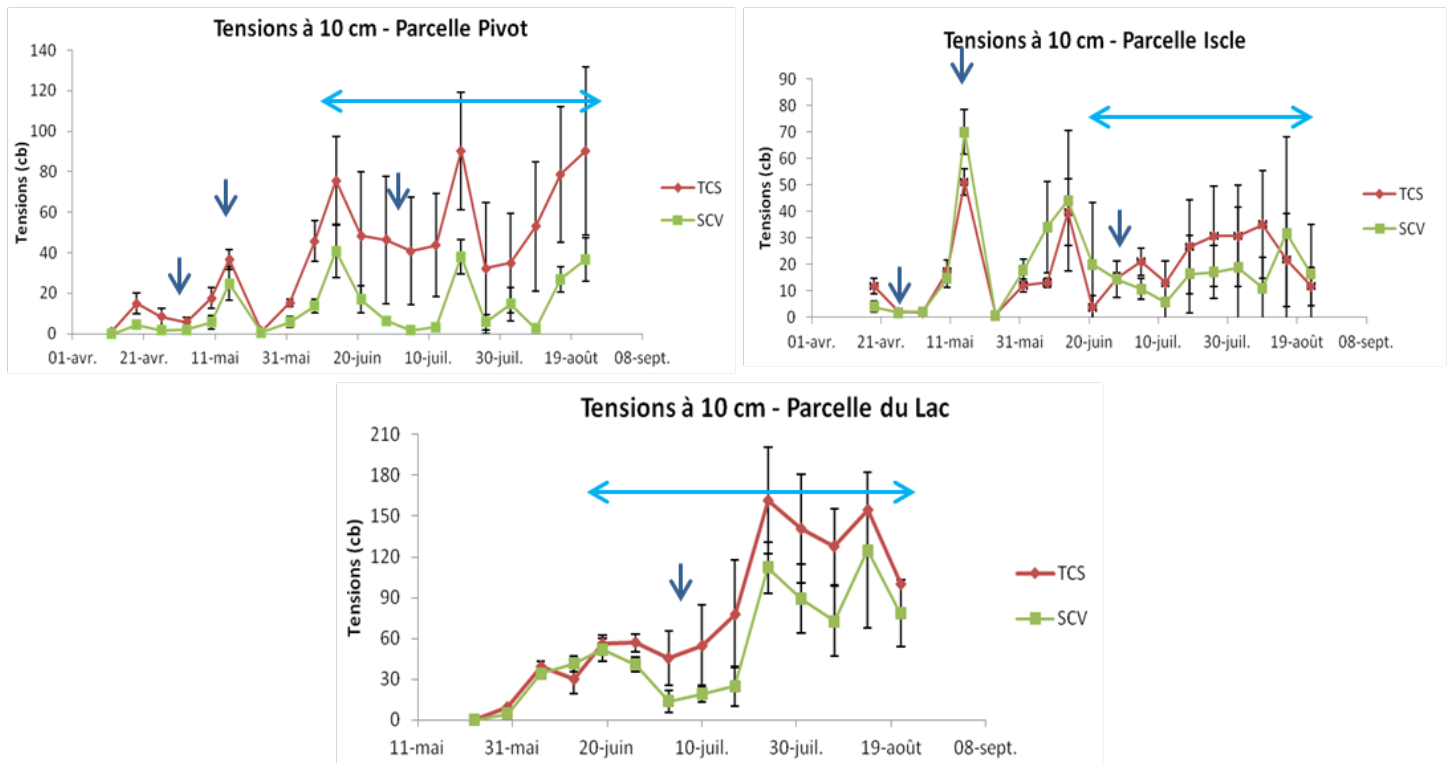 Tensions à 10 cm - Parcelle Pivot
Tensions (cb)
140
120
100
80
60
40
20
0
01-avr.
21-avr.
11-mai
31-mai
20-juin
10-juil.
30-juil.
19-août
08-sept.
TCS
SCV
Tensions à 10 cm - Parcelle Iscle
Tensions (cb)
90
80
70
60
50
40
30
20
10
0
01-avr.
21-avr.
11-mai
31-mai
20-juin
10-juil.
30-juil.
19-août
08-sept.
TCS
SCV
Tensions à 10 cm - Parcelle du Lac
Tensions (cb)
210
180
150
120
90
60
30
0
11-mai
31-mai
20-juin
10-juil.
30-juil.
19-août
08-sept.
TCS
SCV